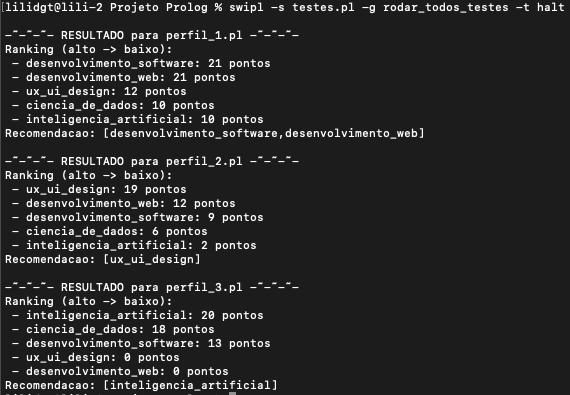 [lilidgt@lili-2 Projeto Prolog % swipl -s testes.pl -g rodar_todos_testes -t halt
-~-~-~- RESULTADO para perfil_1.pl -~-~-~-
Ranking (alto -> baixo):
- desenvolvimento_software: 21 pontos
- desenvolvimento_web: 21 pontos
- ux_ui_design: 12 pontos
- ciencia_de_dados: 10 pontos
- inteligencia_artificial: 10 pontos
Recomendacao: [desenvolvimento_software,desenvolvimento_web]
-~-~-~- RESULTADO para perfil_2.pl -~-~-~-
Ranking (alto -> baixo):
- ux_ui_design: 19 pontos
- desenvolvimento_web: 12 pontos
- desenvolvimento_software: 9 pontos
- ciencia_de_dados: 6 pontos
- inteligencia_artificial: 2 pontos
Recomendacao: [ux_ui_design]
-~-~-~- RESULTADO para perfil_3.pl -~-~-~-
Ranking (alto -> baixo):
- inteligencia_artificial: 20 pontos
- ciencia_de_dados: 18 pontos
- desenvolvimento_software: 13 pontos
- ux_ui_design: 0 pontos
- desenvolvimento_web: 0 pontos
Recomendacao: [inteligencia_artificial]